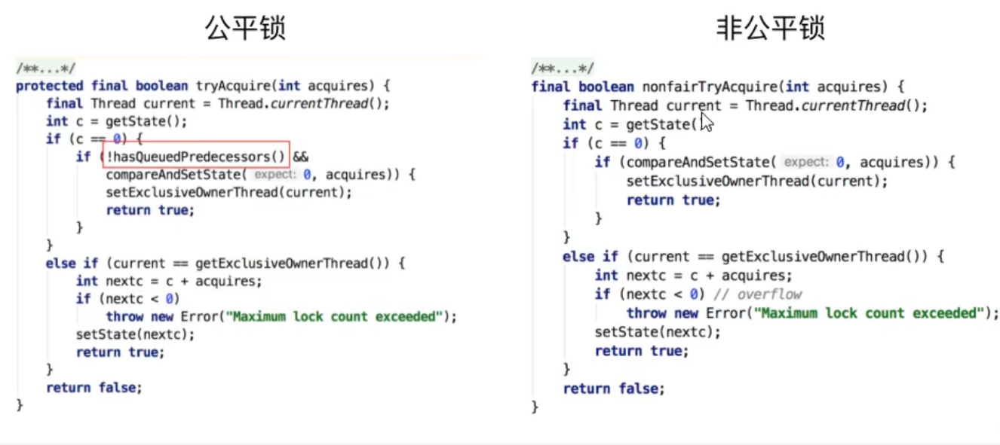 公平锁
/**...*/
protected final boolean tryAcquire(int acquires) {
final Thread current = Thread.currentThread();
int c = getState();
if (c == 0) {
if (!hasQueuedPredecessors() &&
compareAndSetState( expect: 0, acquires)) {
setExclusiveOwnerThread(current);
return true;
}
}
else if (current == getExclusiveOwnerThread()) {
int nextc = c + acquires;
if (nextc < 0)
throw new Error("Maximum lock count exceeded");
setState(nextc);
return true;
}
return false;
}
非公平锁
/**...*/
final boolean nonfairTryAcquire(int acquires) {
final Thread current = Thread.currentThread();
int c = getState(
if (c == 0) {
if (compareAndSetState( expect: 0, acquires)) {
setExclusiveOwnerThread(current);
return true;
}
}
else if (current == getExclusiveOwnerThread()) {
int nextc = c + acquires;
if (nextc < 0) // overflow
throw new Error("Maximum lock count exceeded");
setState(nextc);
return true;
}
return false;
}